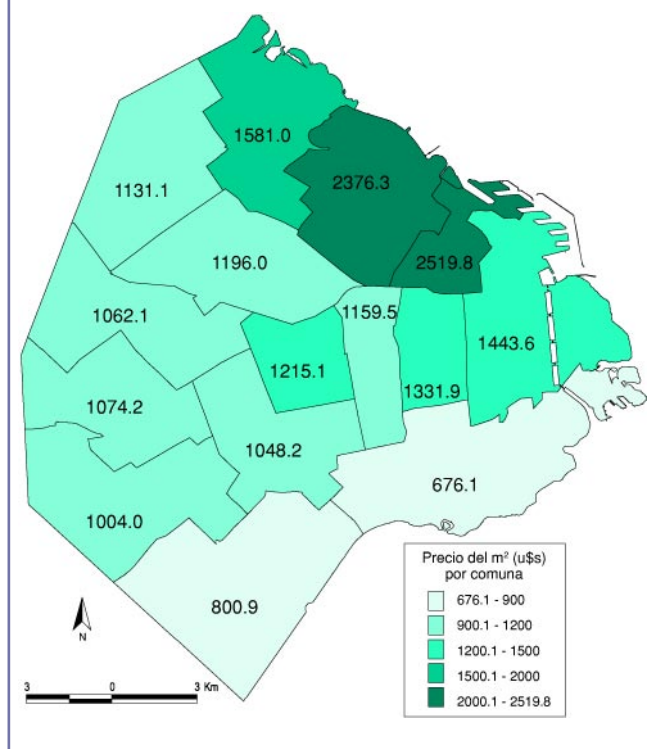 1581.0
2376.3
1131.1
1196.0
2519.8
1062.1
1159.5
1443.6
1215.1
1331.9
1074.2
1048.2
676.1
1004.0
800.9
N
3 0 3 Km
Precio del m² (u$s)
por comuna
676.1 - 900
900.1 - 1200
1200.1 - 1500
1500.1 - 2000
2000.1 - 2519.8